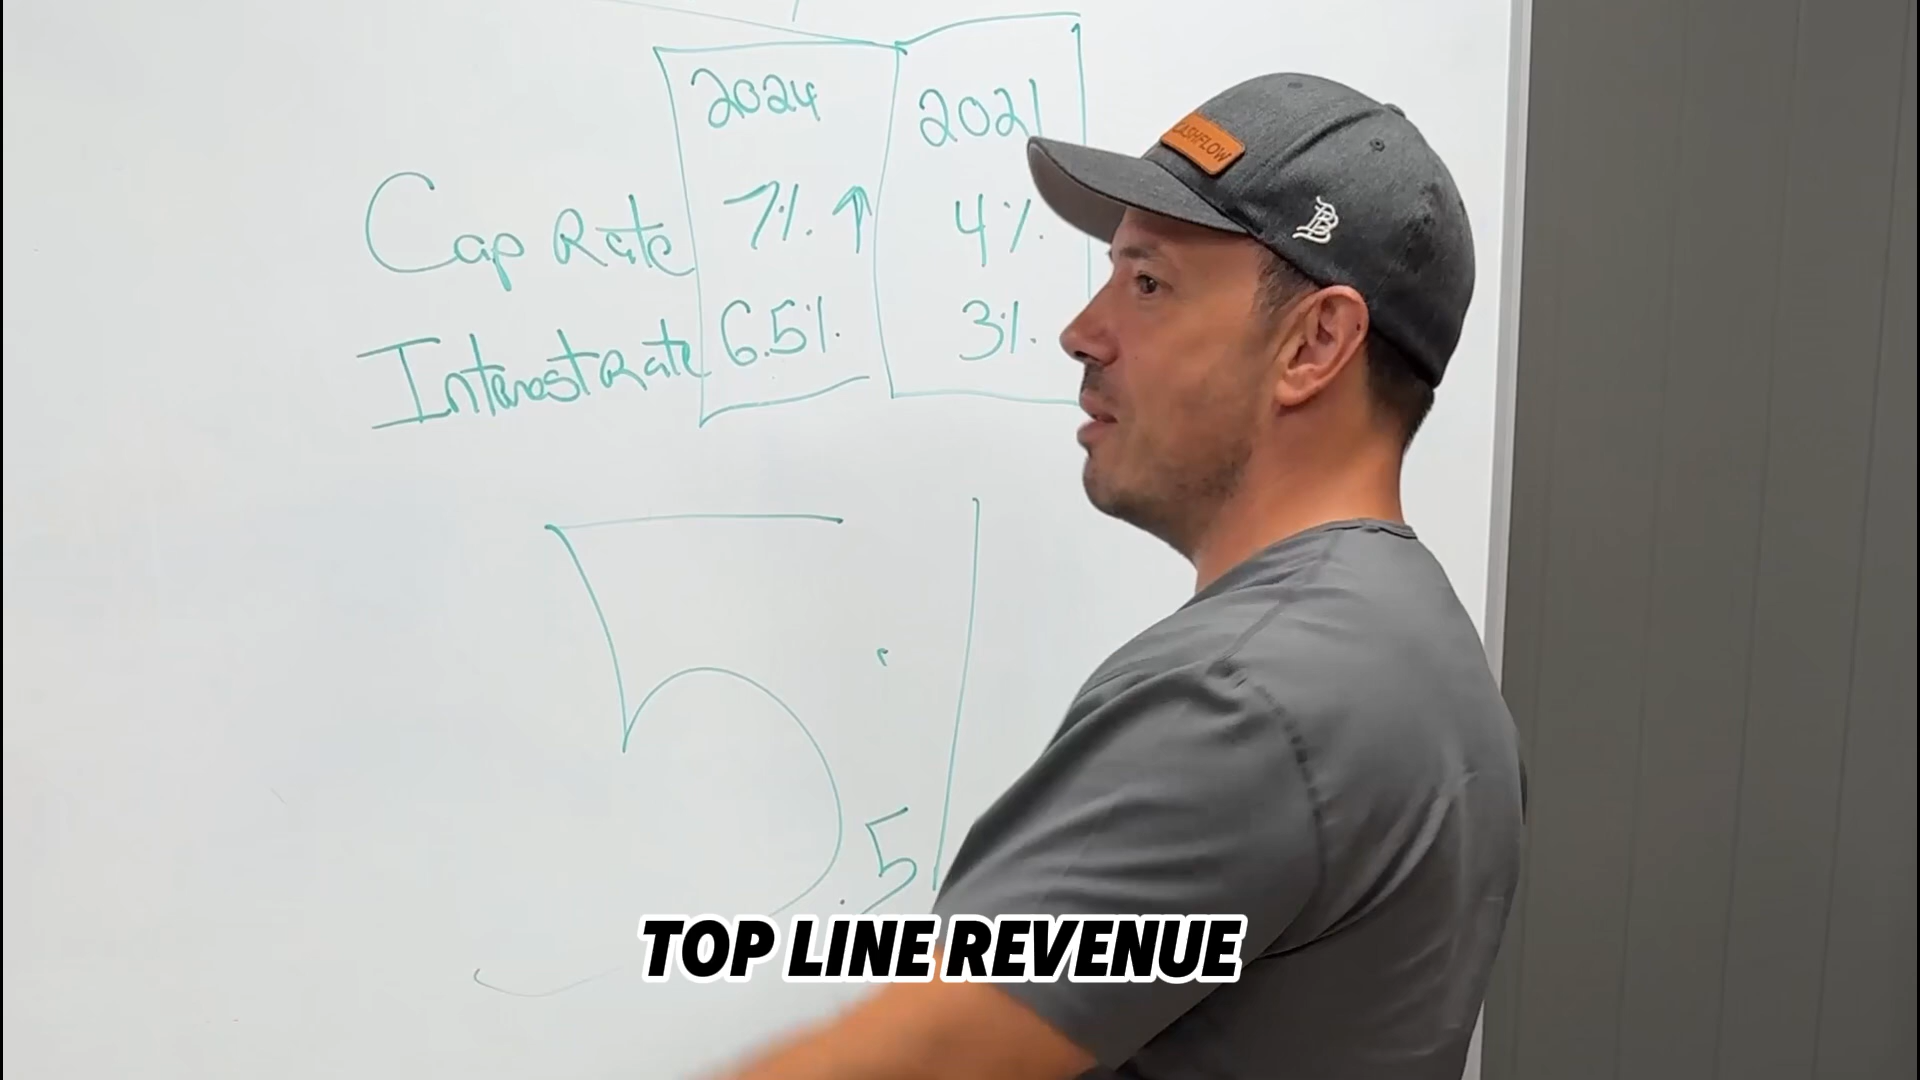 2024 2021
Cap Rate 7% ↑ 4%.
Interest Rate 6.5% 3%.
CASHFLOW
B
5.5
TOP LINE REVENUE